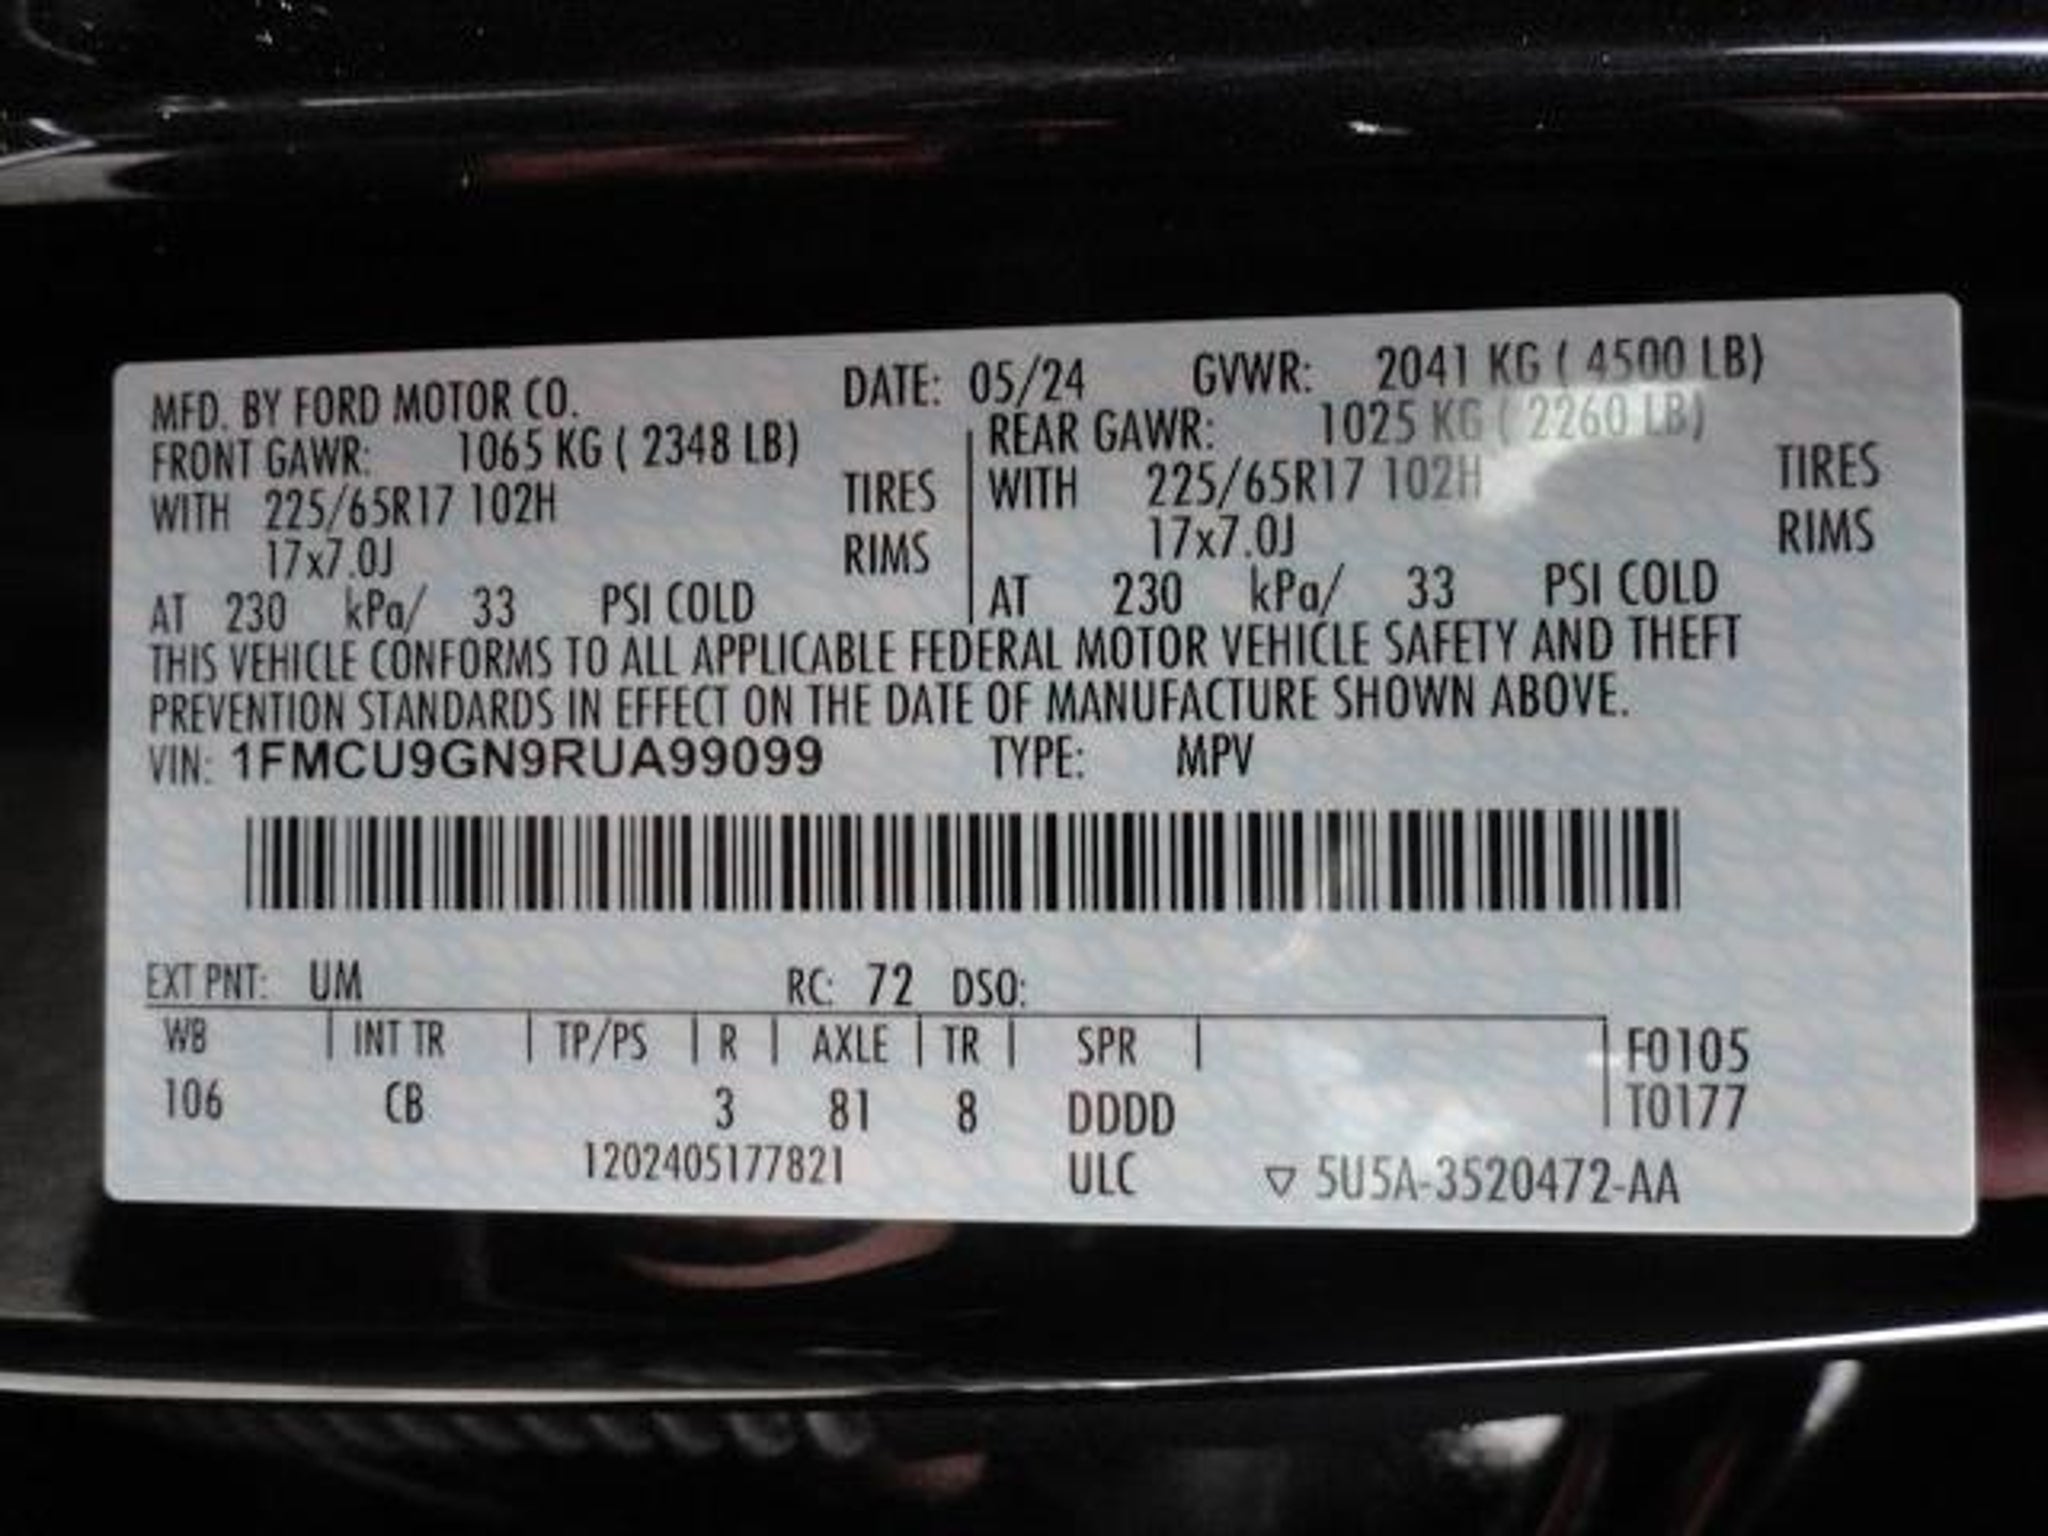 MFD. BY FORD MOTOR CO. DATE: 05/24 GVWR: 2041 KG ( 4500 LB)
FRONT GAWR: 1065 KG ( 2348 LB) REAR GAWR: 1025 KG ( 2260 LB)
WITH 225/65R17 102H TIRES WITH 225/65R17 102H TIRES
17x7.0J RIMS 17x7.0J RIMS
AT 230 kPa/ 33 PSI COLD AT 230 kPa/ 33 PSI COLD
THIS VEHICLE CONFORMS TO ALL APPLICABLE FEDERAL MOTOR VEHICLE SAFETY AND THEFT
PREVENTION STANDARDS IN EFFECT ON THE DATE OF MANUFACTURE SHOWN ABOVE.
VIN: 1FMCU9GN9RUA99099 TYPE: MPV
EXT PNT: UM RC: 72 DSO:
WB INT TR TP/PS R AXLE TR SPR F0105
106 CB 3 81 8 DDDD T0177
1202405177821 ULC ▽ 5U5A-3520472-AA